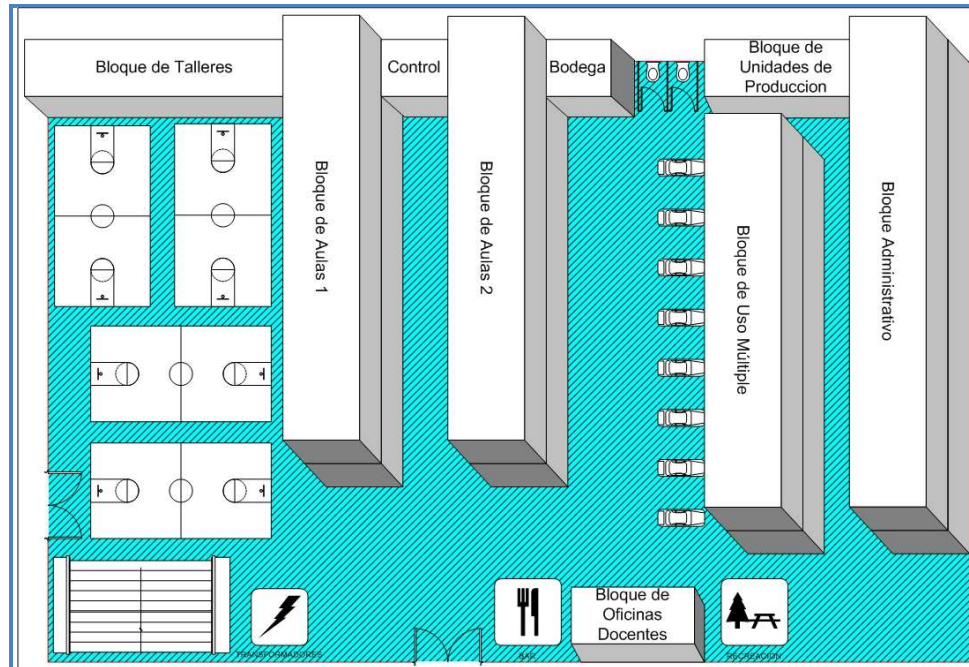 Bloque de Talleres
Control
Bodega
Bloque de
Unidades de
Produccion
Bloque de Aulas 1
Bloque de Aulas 2
Bloque de Uso Múltiple
Bloque Administrativo
Bloque de
Oficinas
Docentes
TRANSFORMADORES
BAR
RECREACION